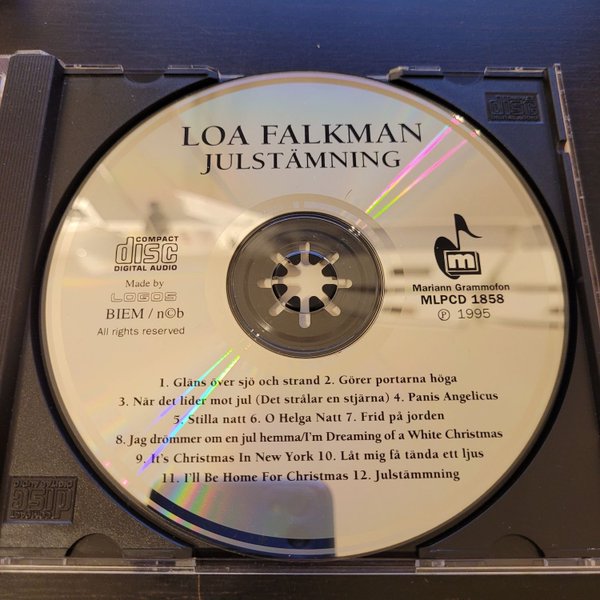 LOA FALKMAN
JULSTÄMNING
COMPACT
disc
DIGITAL AUDIO
Made by
LOGOS
BIEM / n©b
All rights reserved
m
Mariann Grammofon
MLPCD 1858
Ⓟ 1995
1. Gläns över sjö och strand 2. Görer portarna höga
3. När det lider mot jul (Det strålar en stjärna) 4. Panis Angelicus
5. Stilla natt 6. O Helga Natt 7. Frid på jorden
8. Jag drömmer om en jul hemma/I'm Dreaming of a White Christmas
9. It's Christmas In New York 10. Låt mig få tända ett ljus
11. I'll Be Home For Christmas 12. Julstämmning
disc
disc